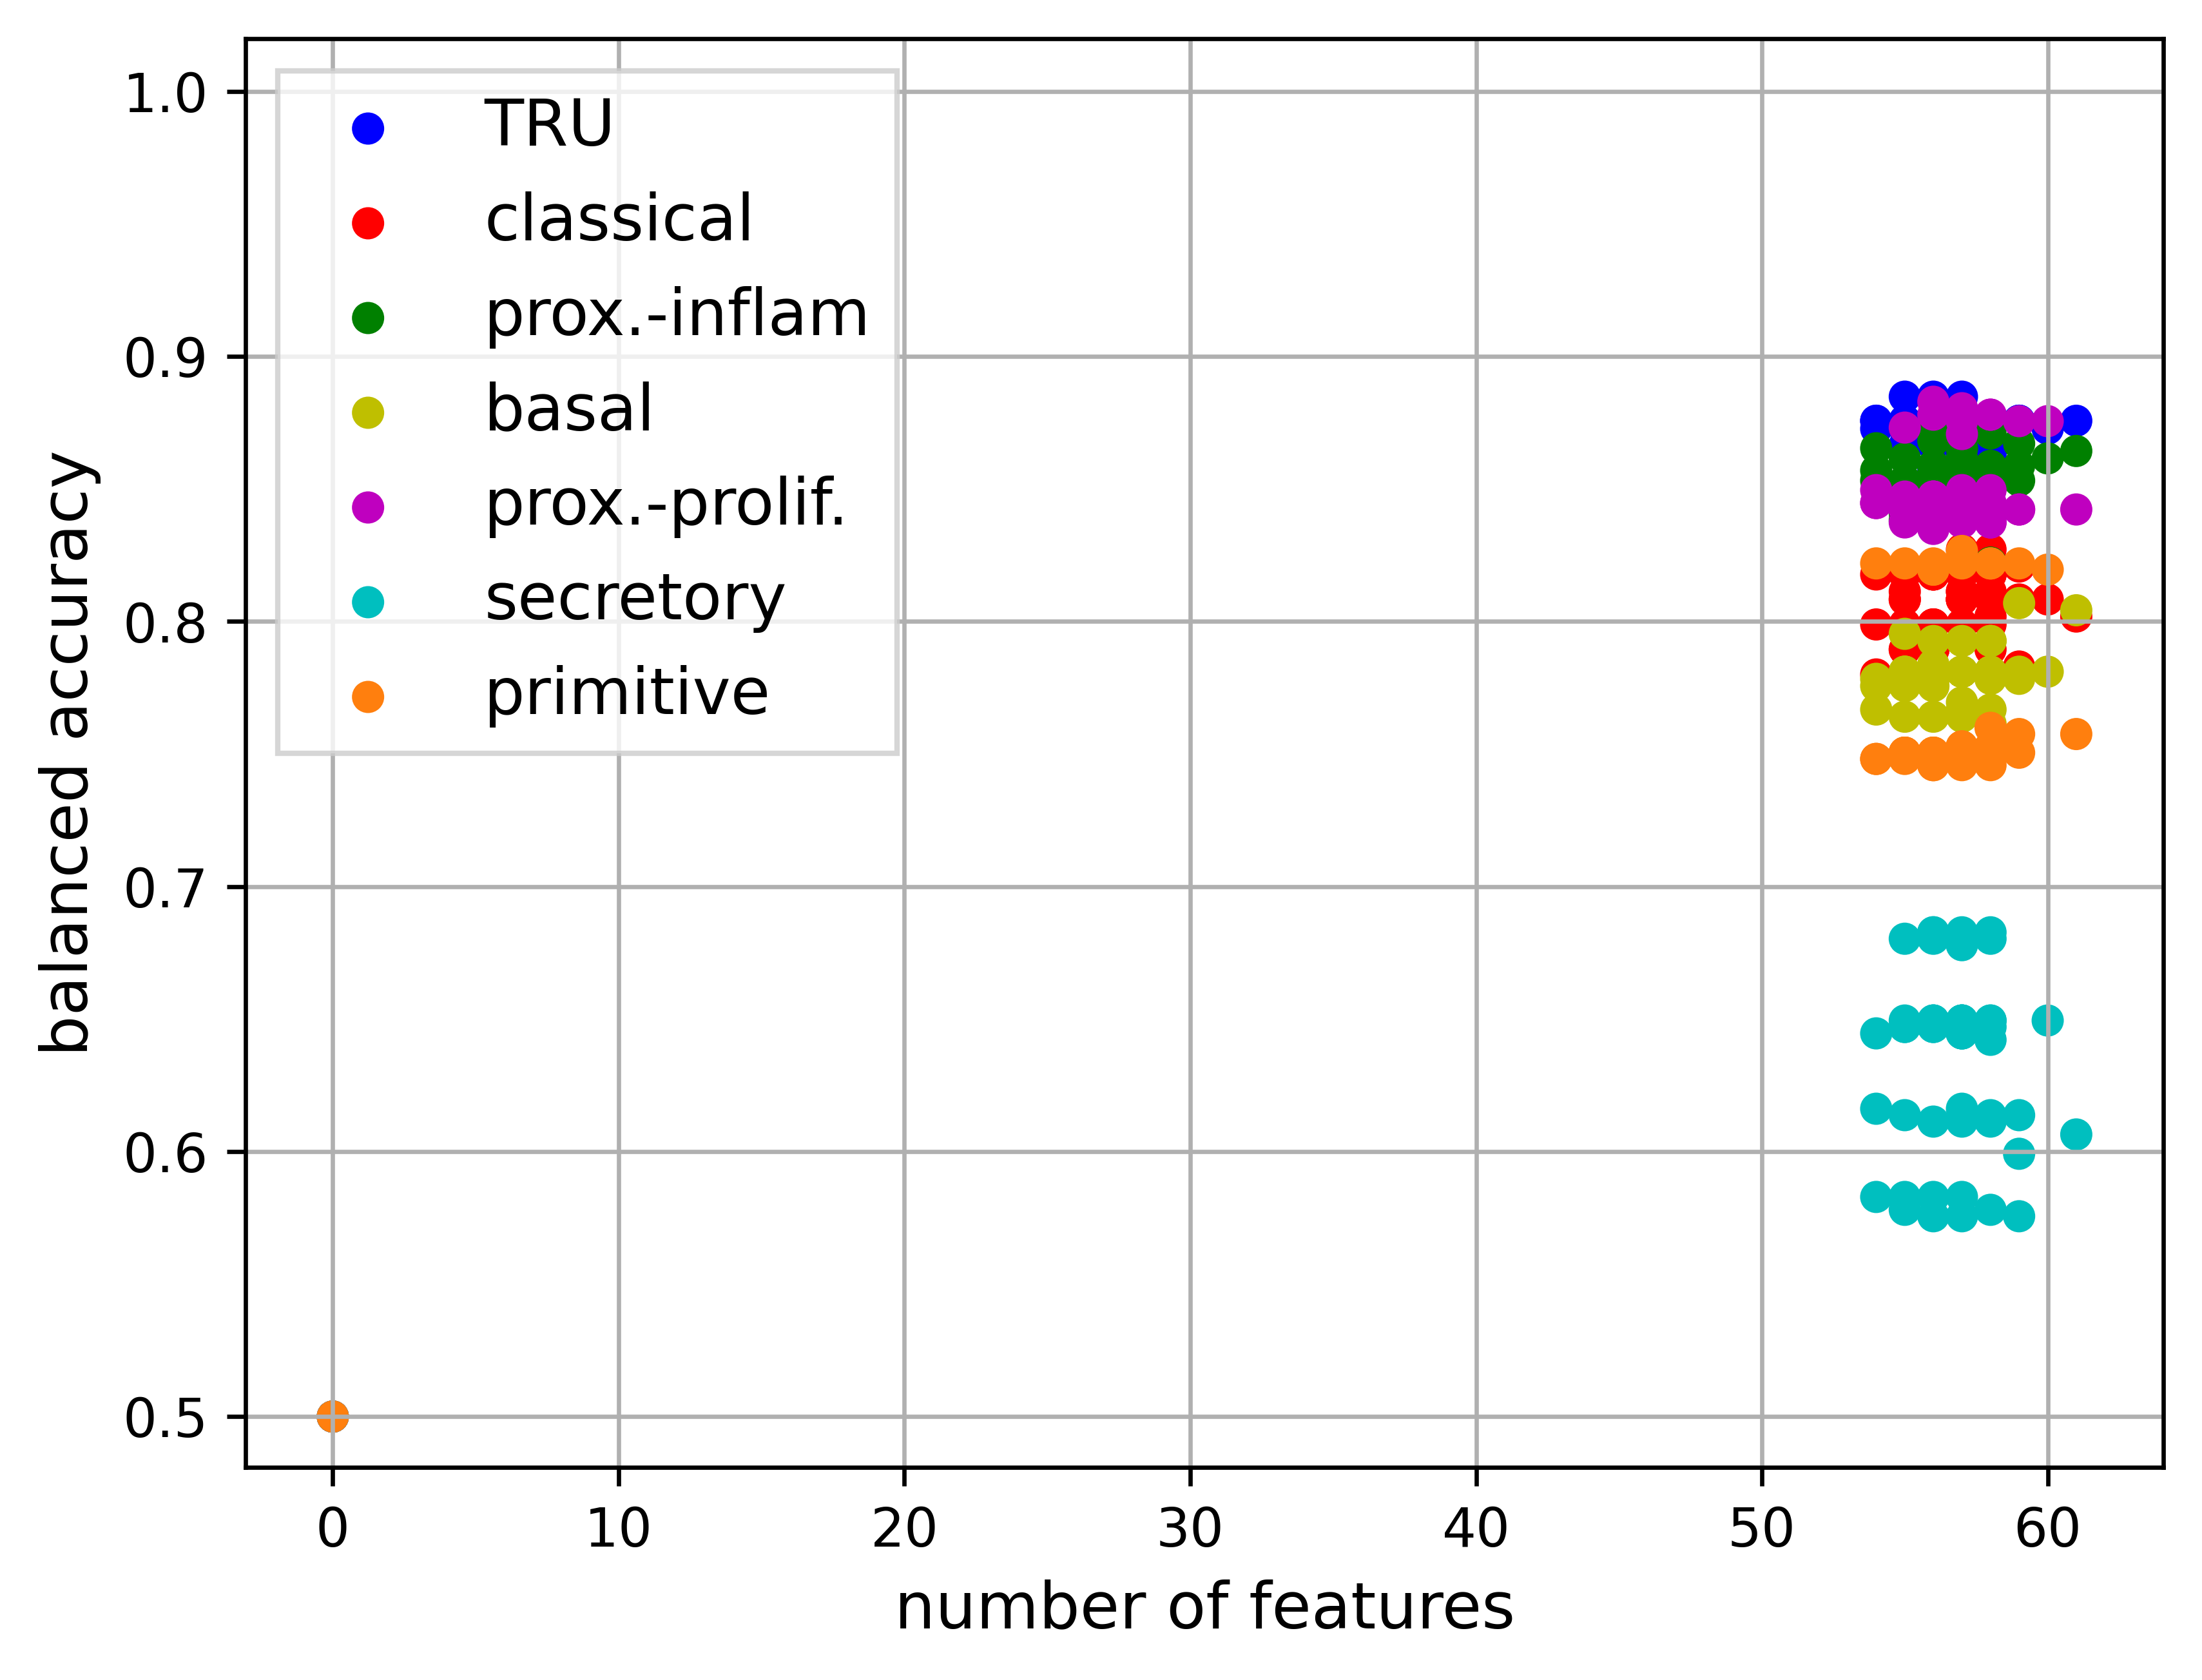 TRU
classical
prox.-inflam
basal
prox.-prolif.
secretory
primitive
balanced accuracy
1.0
0.9
0.8
0.7
0.6
0.5
0 10 20 30 40 50 60
number of features